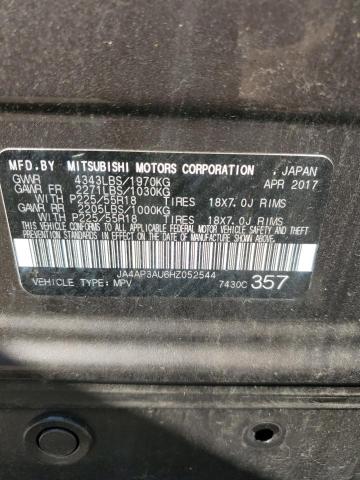 MFD.BY MITSUBISHI MOTORS CORPORATION , JAPAN
GVWR 4343LBS/1970KG APR 2017
GAWR FR 2271LBS/1030KG
WITH P225/55R18 TIRES 18X7.0J RIMS
GAWR RR 2205LBS/1000KG
WITH P225/55R18 TIRES 18X7.0J RIMS
THIS VEHICLE CONFORMS TO ALL APPLICABLE FEDERAL
MOTOR VEHICLE SAFETY AND THEFT PREVENTION STANDARDS
IN EFFECT ON THE DATE OF MANUFACTURE SHOWN ABOVE.
JA4AP3AU6HZ052544
VEHICLE TYPE: MPV 7430C 357